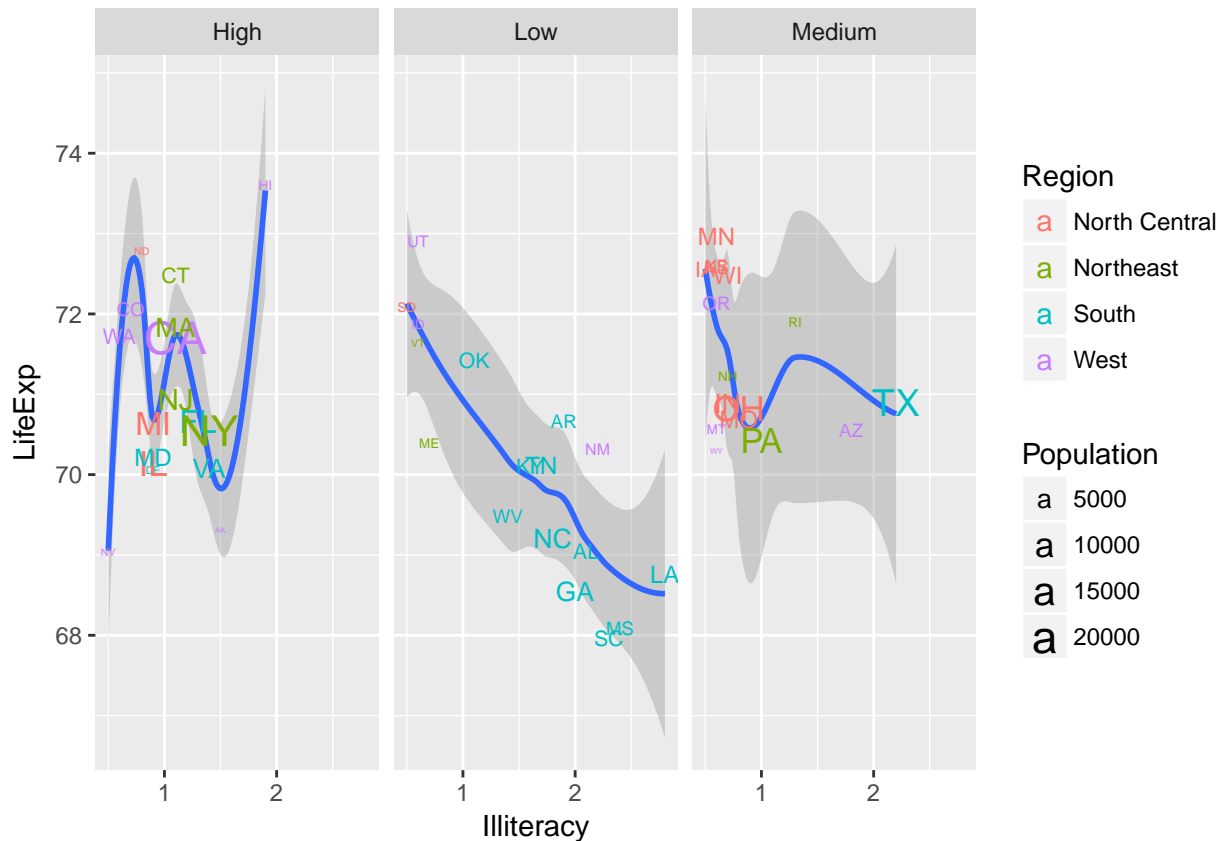 High
Low
Medium
LifeExp
74
72
70
68
ND
HI
CT
CO
WA
CA
MA
NJ
MI
FL
NY
MD
IL
DE
VA
AK
NV
UT
SD
ID
VT
OK
ME
AR
NM
KY
TN
WV
NC
AL
GA
LA
MS
SC
MN
IA
WI
OR
RI
NH
OH
MO
MT
WY
PA
AZ
TX
1 2
1 2
1 2
Illiteracy
Region
a North Central
a Northeast
a South
a West
Population
a 5000
a 10000
a 15000
a 20000